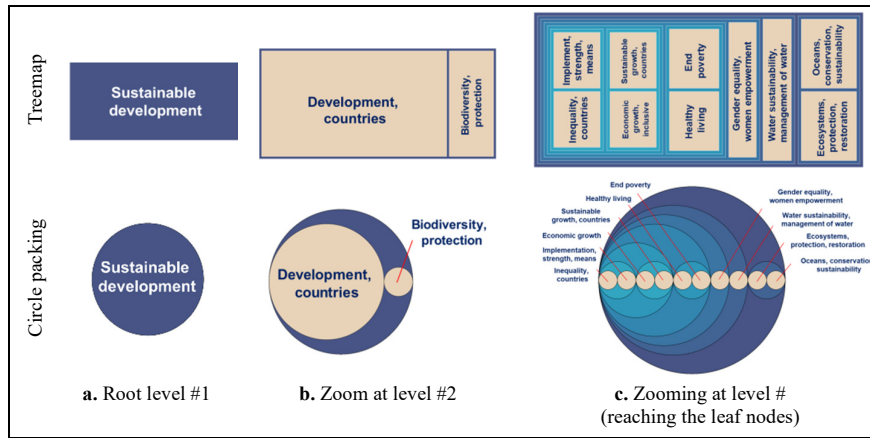 Treemap
Sustainable
development
Development,
countries
Biodiversity,
protection
Implement,
strength,
means
Sustainable
growth,
countries
End
poverty
Inequality,
countries
Economic
growth,
inclusive
Healthy
living
Gender equality,
women empowerment
Water sustainability,
management of water
Oceans,
conservation,
sustainability
Ecosystems,
protection,
restoration
Circle packing
Sustainable
development
Development,
countries
Biodiversity,
protection
End poverty
Healthy living
Sustainable
growth, countries
Economic growth
Implementation,
strength, means
Inequality,
countries
Gender equality,
women empowerment
Water sustainability,
management of water
Ecosystems,
protection, restoration
Oceans, conservation
sustainability
a. Root level #1
b. Zoom at level #2
c. Zooming at level #
(reaching the leaf nodes)